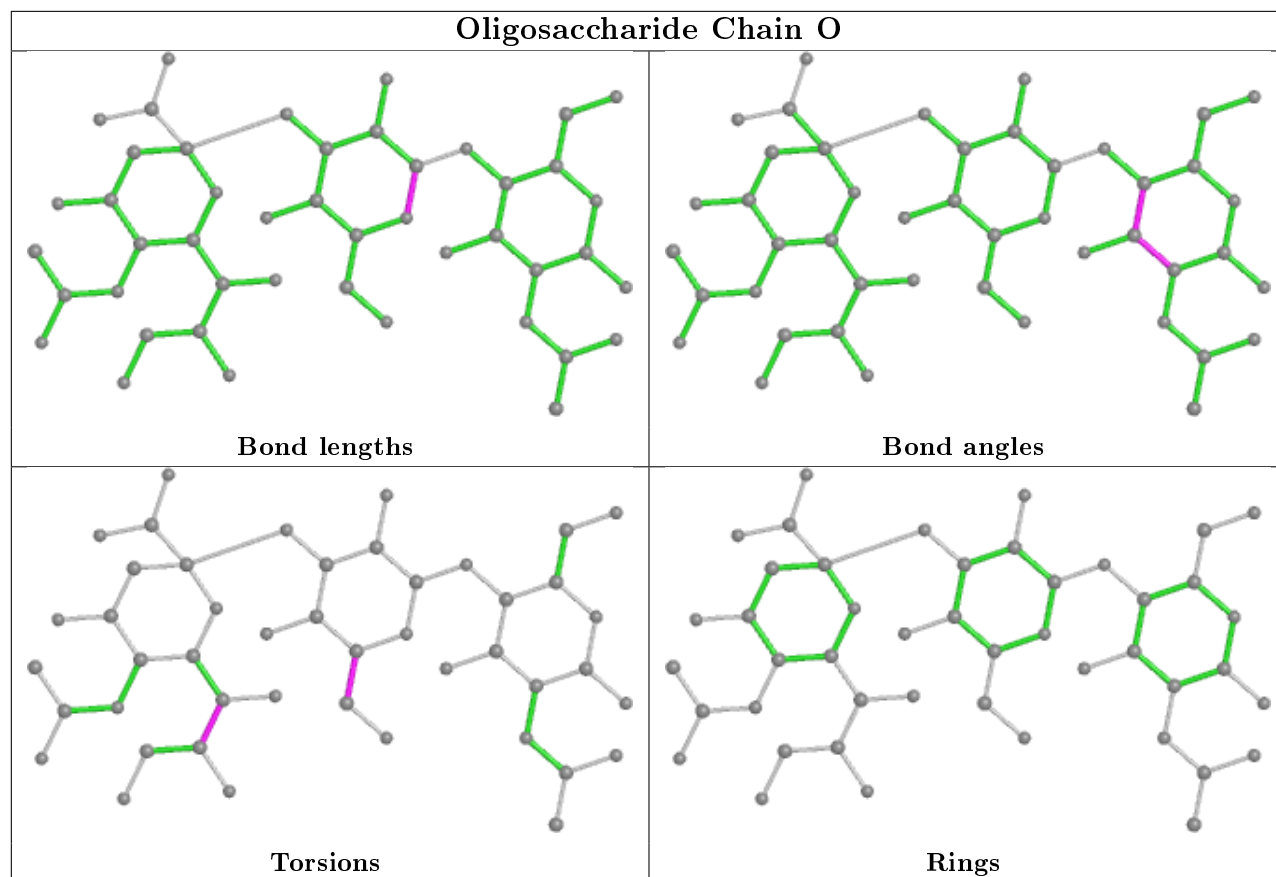 Oligosaccharide Chain O
Bond lengths
Bond angles
Torsions
Rings